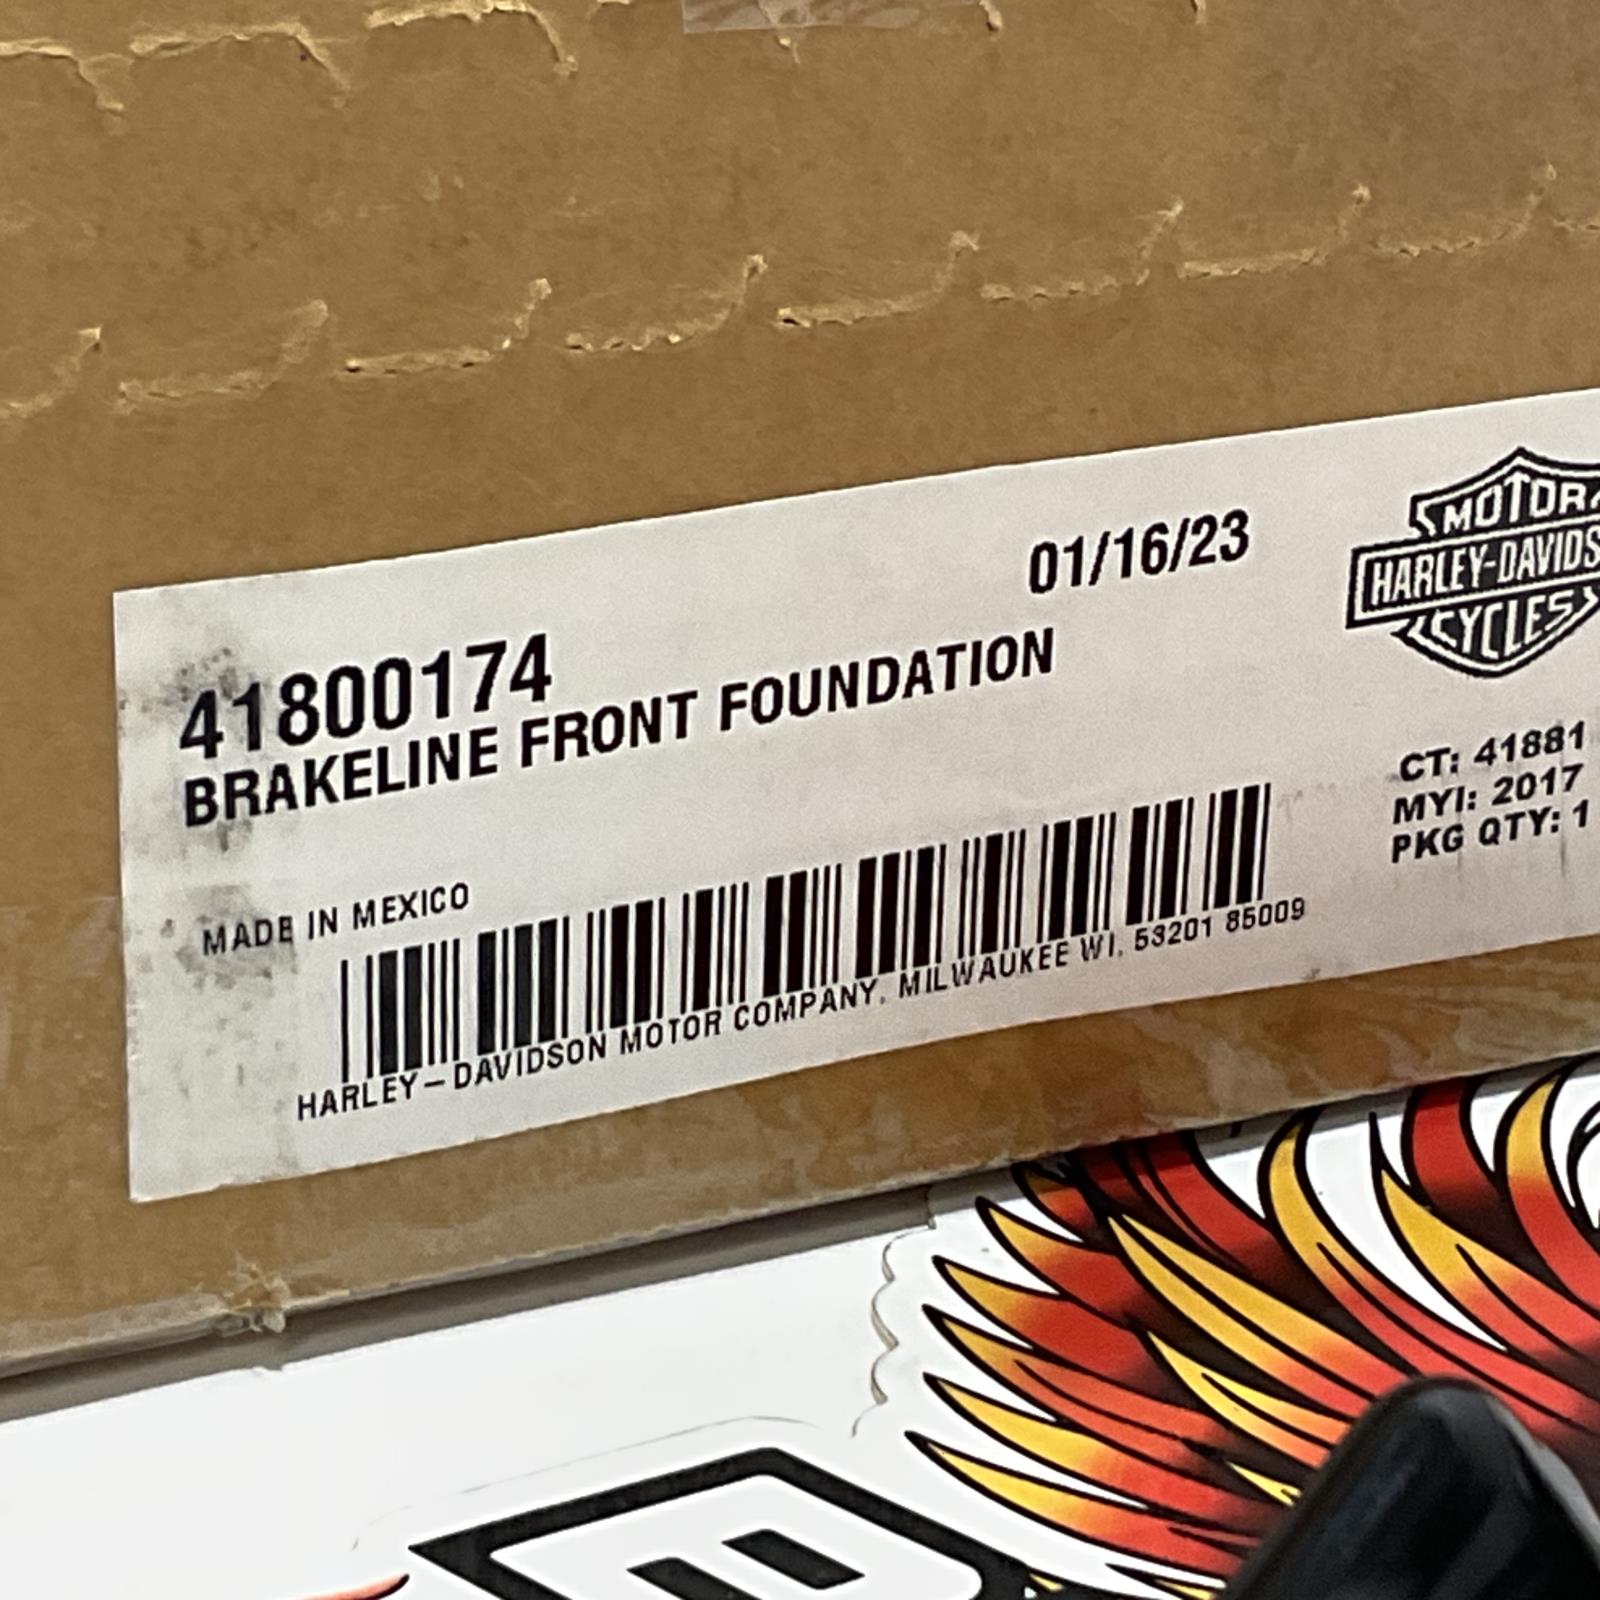 01/16/23
MOTOR
HARLEY-DAVIDS
CYCLES
41800174
BRAKELINE FRONT FOUNDATION
CT: 41881
MYI: 2017
PKG QTY: 1
MADE IN MEXICO
HARLEY-DAVIDSON MOTOR COMPANY. MILWAUKEE WI. 53201 85009